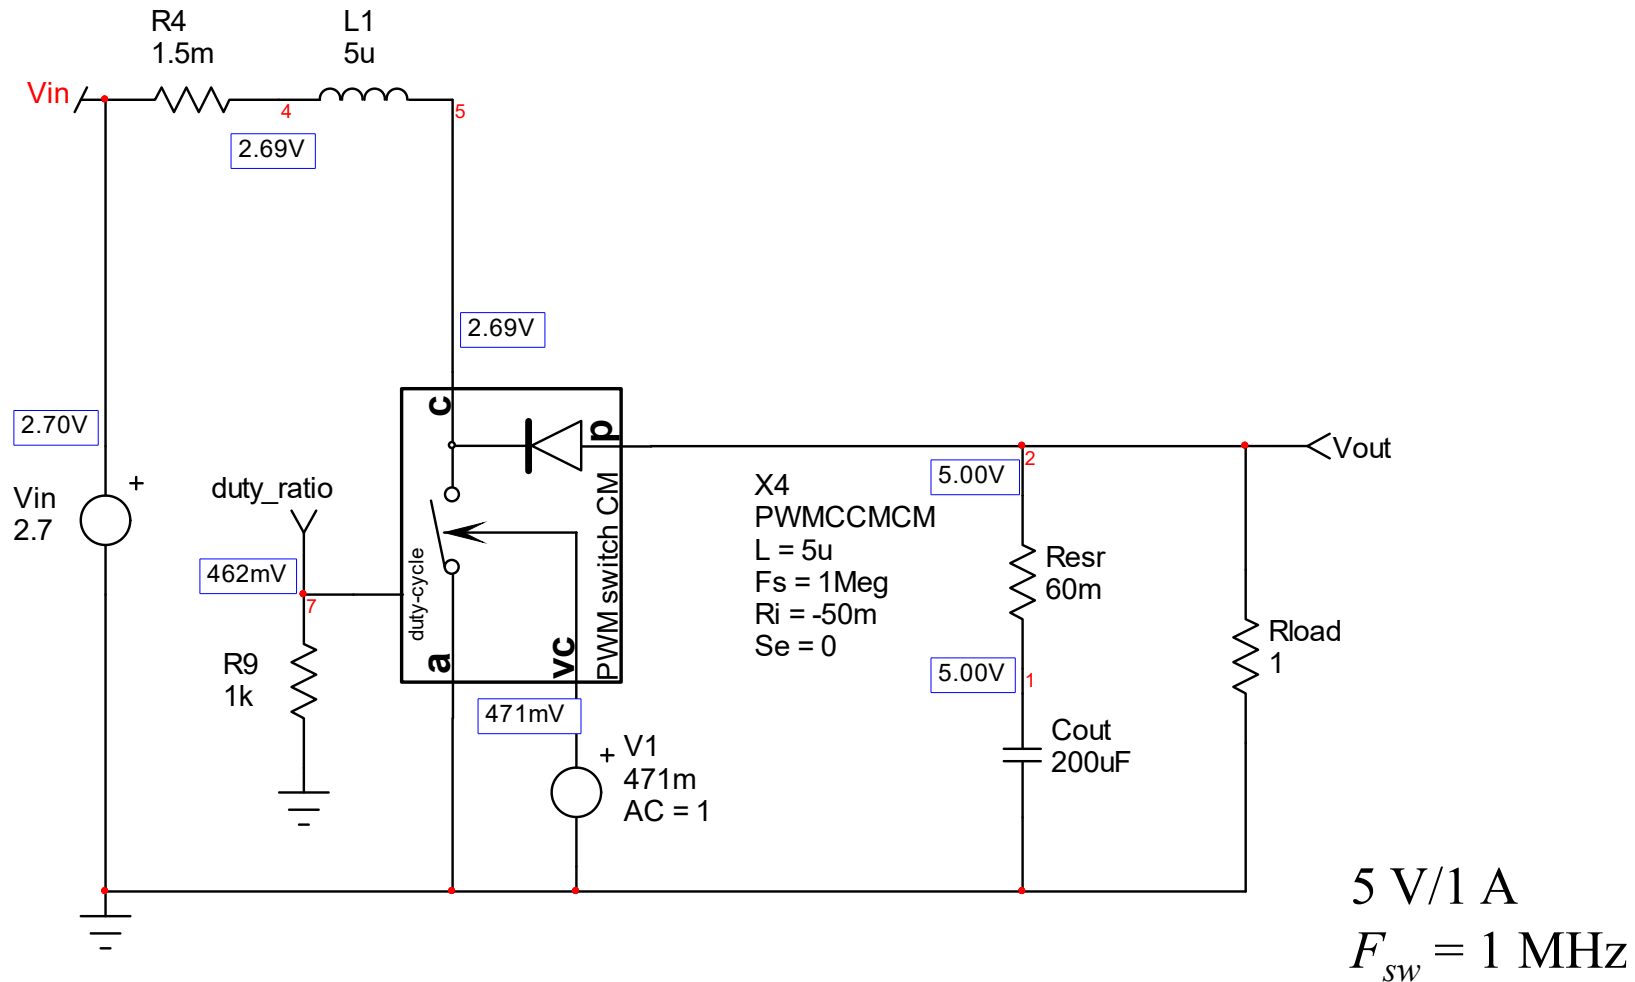 R4
1.5m
L1
5u
Vin
4
5
2.69V
2.69V
2.70V
c
p
Vout
2
5.00V
Vin
2.7
+
duty_ratio
X4
PWMCCMCM
L = 5u
Fs = 1Meg
Ri = -50m
Se = 0
462mV
7
duty-cycle
PWM switch CM
Resr
60m
Rload
1
R9
1k
a
vc
5.00V
1
471mV
+
V1
471m
AC = 1
Cout
200uF
5 V/1 A
Fsw = 1 MHz